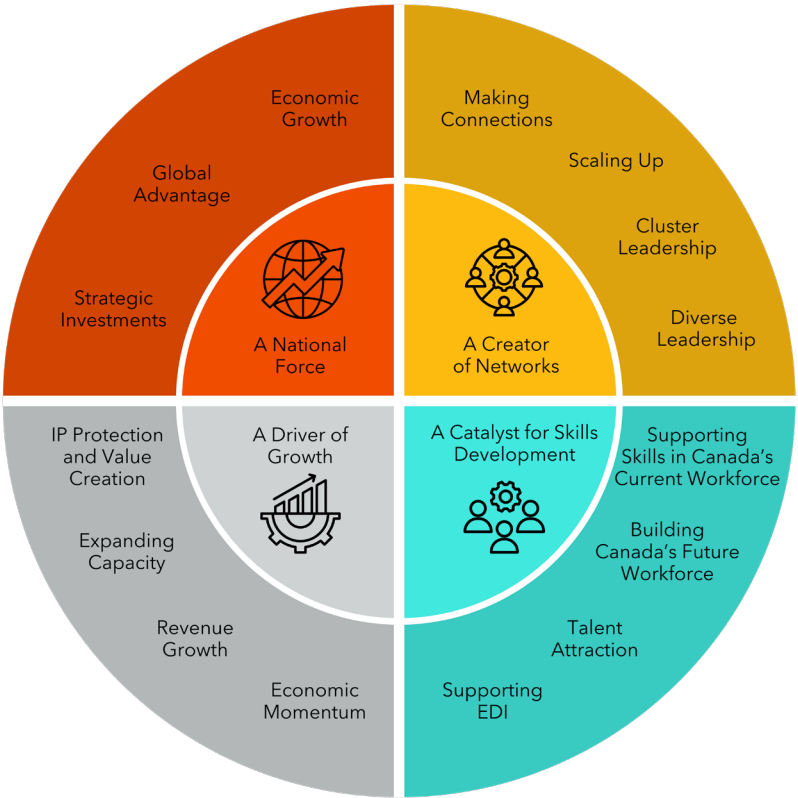 Economic
Growth
Global
Advantage
Strategic
Investments
A National
Force
Making
Connections
Scaling Up
Cluster
Leadership
Diverse
Leadership
A Creator
of Networks
IP Protection
and Value
Creation
Expanding
Capacity
Revenue
Growth
Economic
Momentum
A Driver of
Growth
A Catalyst for Skills
Development
Supporting
Skills in Canada’s
Current Workforce
Building
Canada’s Future
Workforce
Talent
Attraction
Supporting
EDI